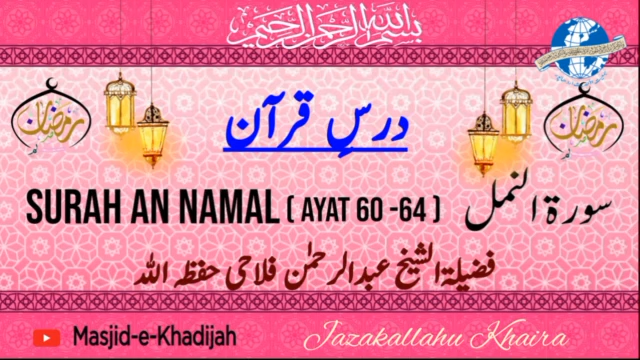 بسم الله الرحمن الرحيم
رمضان
رمضان
درسِ قرآن
SURAH AN NAMAL ( AYAT 60 -64 ) سورة النمل
فضیلۃ الشیخ عبدالرحمٰن فلاحی حفظہ اللہ
Masjid-e-Khadijah
Jazakallahu Khaira